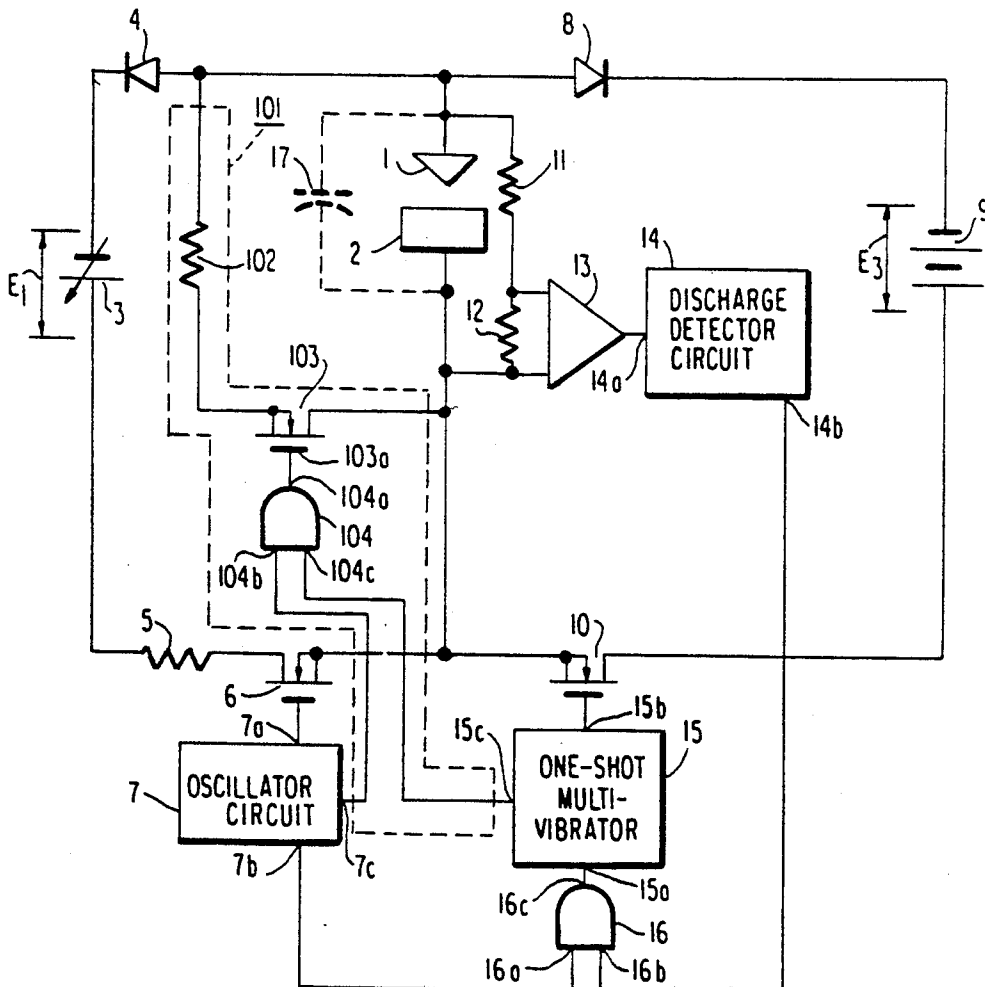 4
8
101
1
11
17
2
102
E1
3
12
13
14
DISCHARGE
DETECTOR
CIRCUIT
14a
14b
E3
9
103
103a
104a
104
104b
104c
5
6
7a
10
15b
15c
15
ONE-SHOT
MULTI-
VIBRATOR
7
OSCILLATOR
CIRCUIT
7b
7c
15a
16c
16
16a
16b